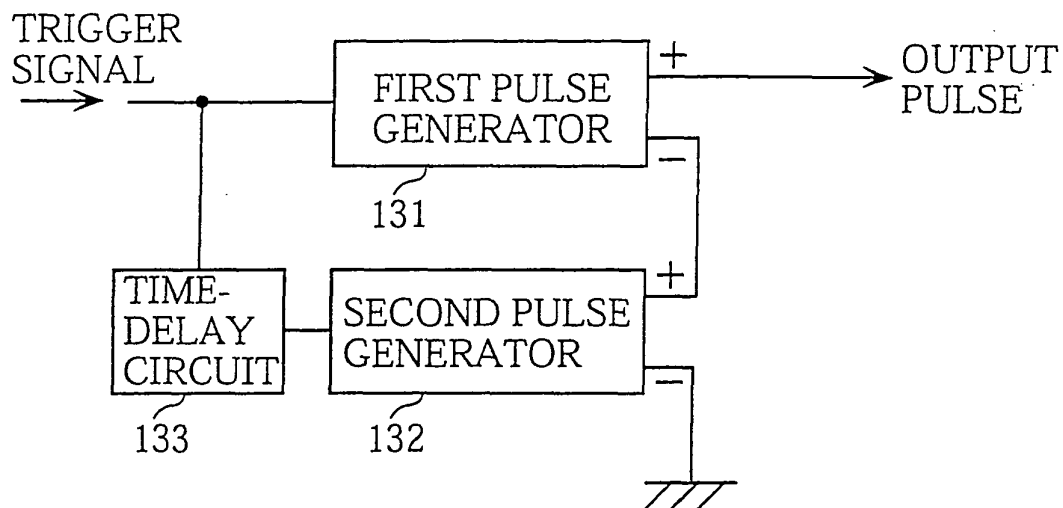 TRIGGER
SIGNAL
FIRST PULSE
GENERATOR
+
−
OUTPUT
PULSE
131
TIME-
DELAY
CIRCUIT
SECOND PULSE
GENERATOR
+
−
133
132